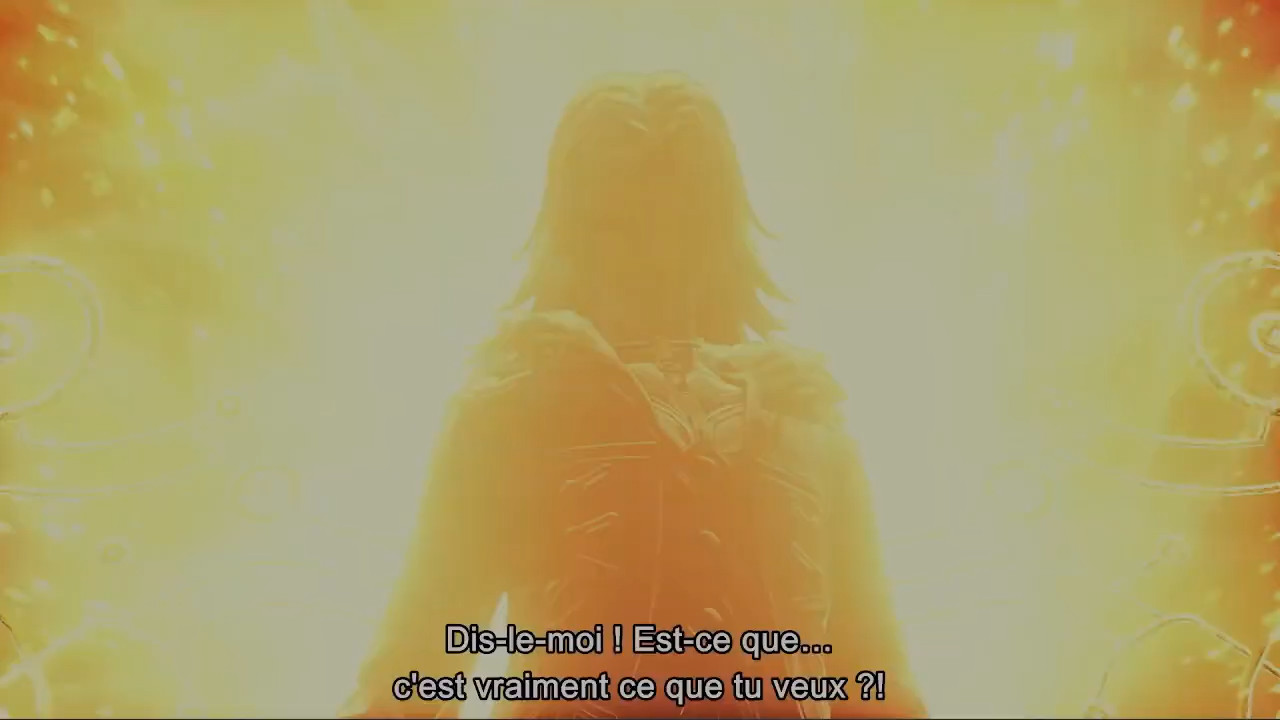 Dis-le-moi ! Est-ce que...
c'est vraiment ce que tu veux ?!